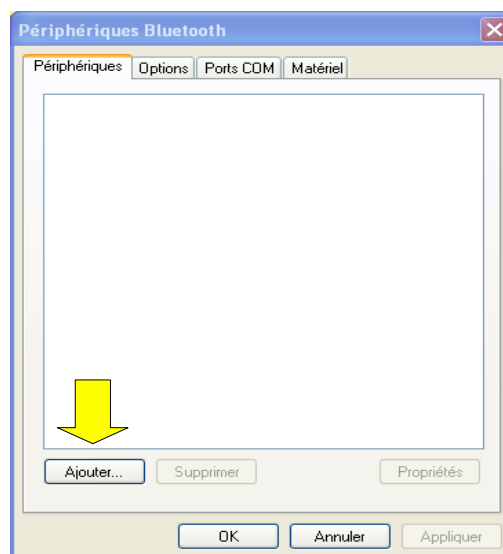 Périphériques Bluetooth
Périphériques Options Ports COM Matériel
Ajouter... Supprimer Propriétés
OK Annuler Appliquer